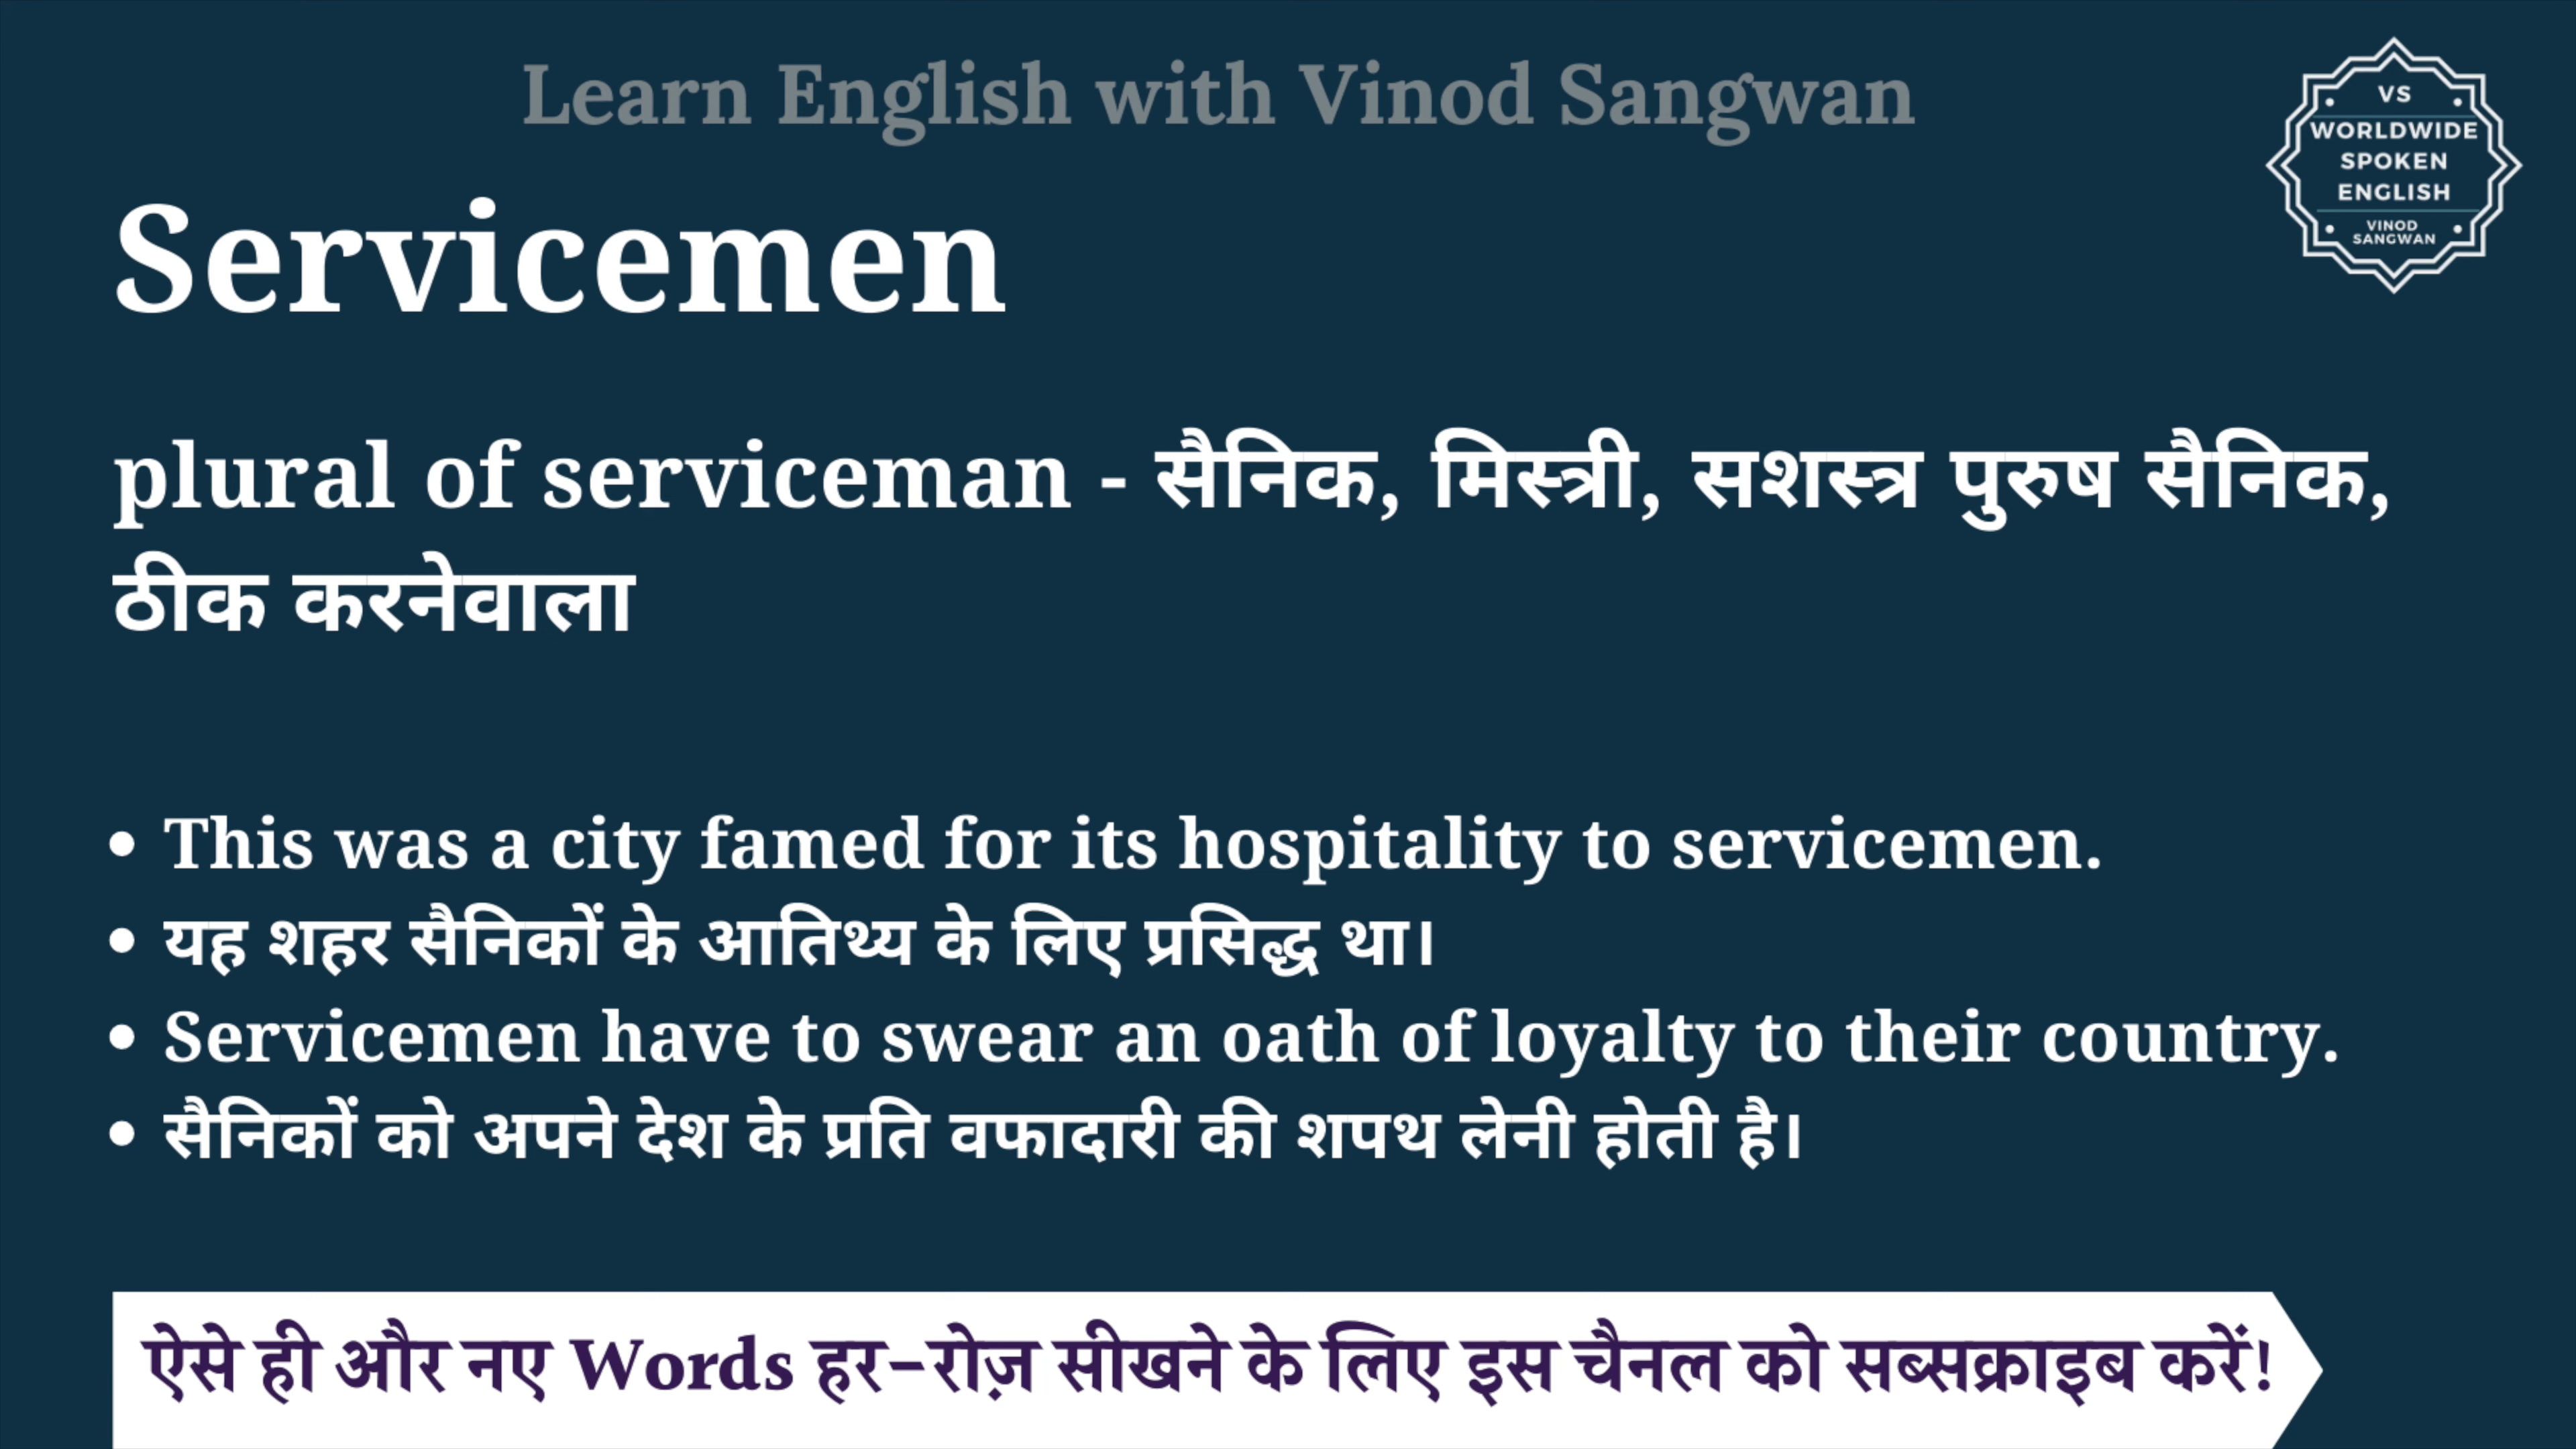 Learn English with Vinod Sangwan
VS
WORLDWIDE
SPOKEN
ENGLISH
VINOD
SANGWAN
Servicemen
plural of serviceman - सैनिक, मिस्त्री, सशस्त्र पुरुष सैनिक,
ठीक करनेवाला
• This was a city famed for its hospitality to servicemen.
• यह शहर सैनिकों के आतिथ्य के लिए प्रसिद्ध था।
• Servicemen have to swear an oath of loyalty to their country.
• सैनिकों को अपने देश के प्रति वफादारी की शपथ लेनी होती है।
ऐसे ही और नए Words हर-रोज़ सीखने के लिए इस चैनल को सब्सक्राइब करें!